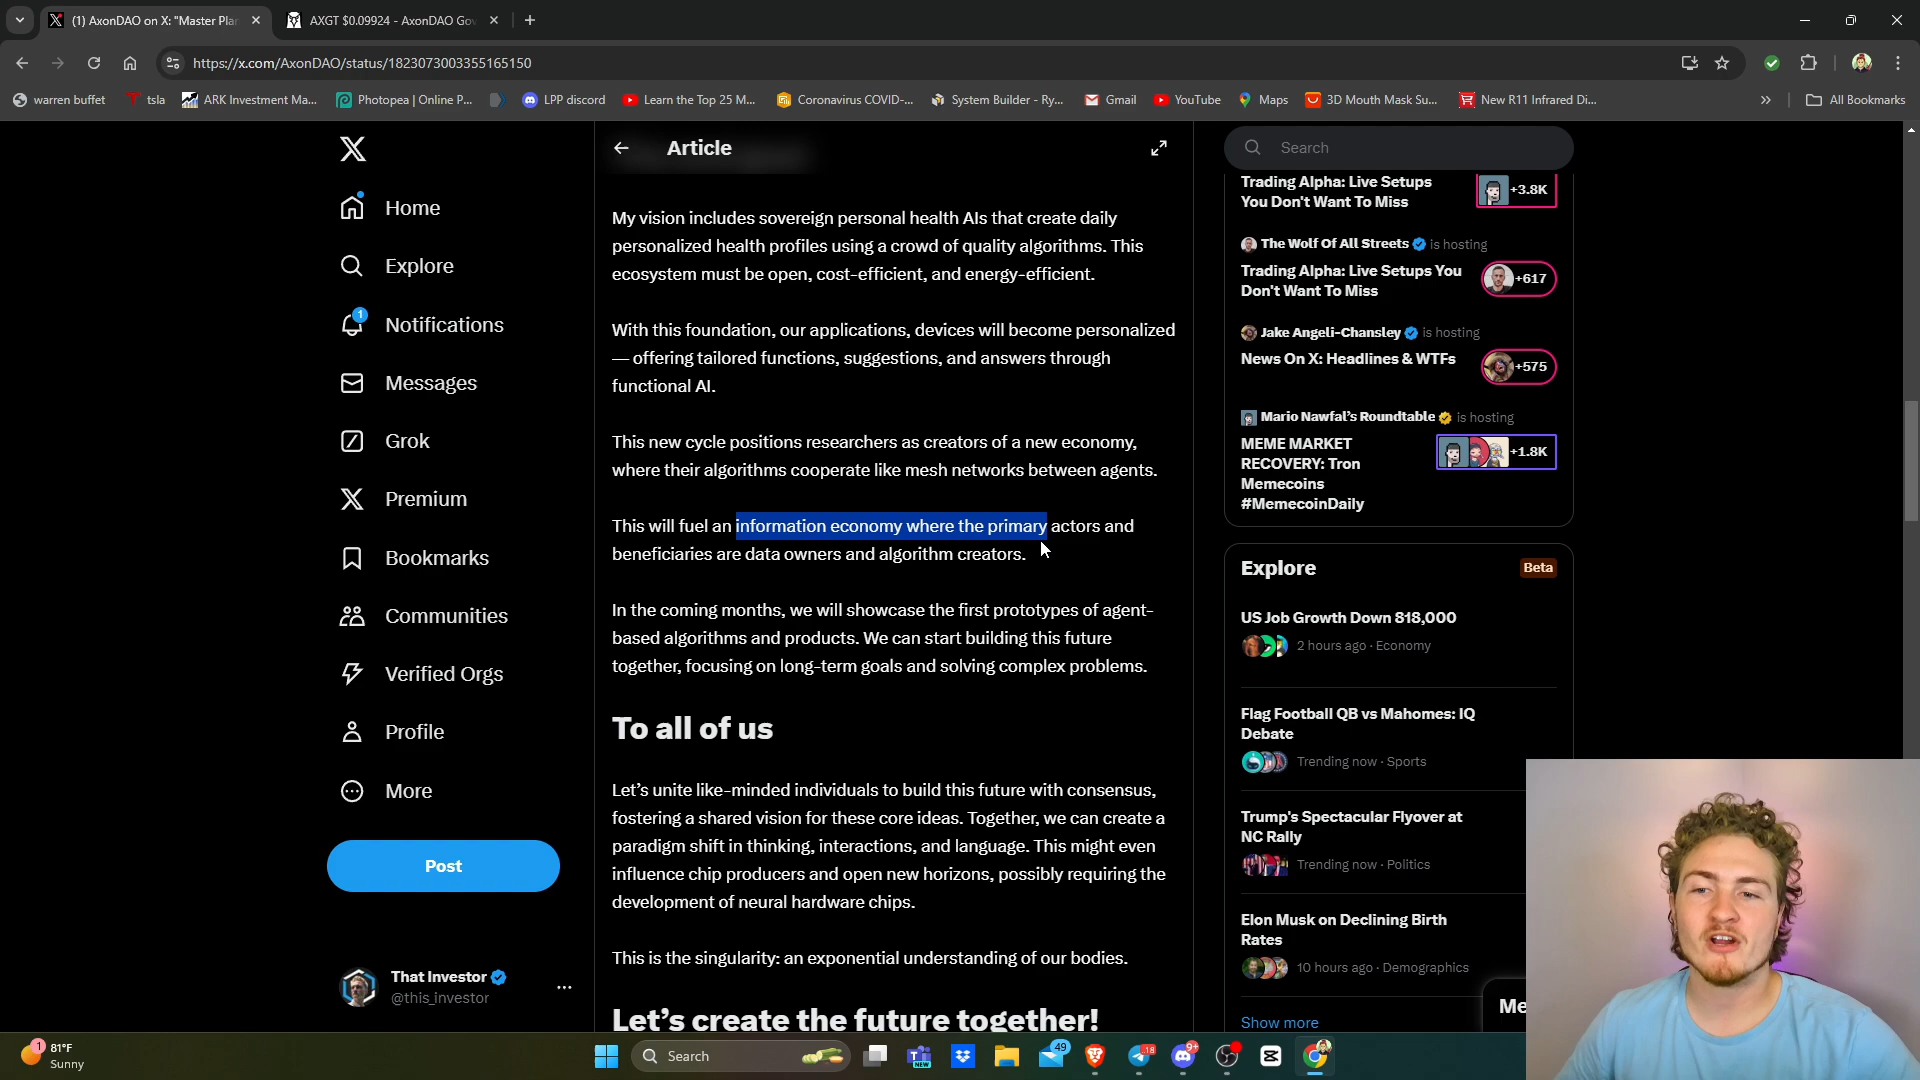 (1) AxonDAO on X: "Master Plan
AXGT $0.09924 - AxonDAO Gov
https://x.com/AxonDAO/status/1823073003355165150
warren buffet
tsla
ARK Investment Ma...
Photopea | Online P...
LPP discord
Learn the Top 25 M...
Coronavirus COVID-...
System Builder - Ry...
Gmail
YouTube
Maps
3D Mouth Mask Su...
New R11 Infrared Di...
All Bookmarks
Home
Explore
1
Notifications
Messages
Grok
Premium
Bookmarks
Communities
Verified Orgs
Profile
More
Post
That Investor
@this_investor
Article
My vision includes sovereign personal health AIs that create daily
personalized health profiles using a crowd of quality algorithms. This
ecosystem must be open, cost-efficient, and energy-efficient.
With this foundation, our applications, devices will become personalized
— offering tailored functions, suggestions, and answers through
functional AI.
This new cycle positions researchers as creators of a new economy,
where their algorithms cooperate like mesh networks between agents.
This will fuel an information economy where the primary actors and
beneficiaries are data owners and algorithm creators.
In the coming months, we will showcase the first prototypes of agent-
based algorithms and products. We can start building this future
together, focusing on long-term goals and solving complex problems.
To all of us
Let's unite like-minded individuals to build this future with consensus,
fostering a shared vision for these core ideas. Together, we can create a
paradigm shift in thinking, interactions, and language. This might even
influence chip producers and open new horizons, possibly requiring the
development of neural hardware chips.
This is the singularity: an exponential understanding of our bodies.
Let's create the future together!
Search
Trading Alpha: Live Setups
You Don't Want To Miss
+3.8K
The Wolf Of All Streets is hosting
Trading Alpha: Live Setups You
Don't Want To Miss
+617
Jake Angeli-Chansley is hosting
News On X: Headlines & WTFs
+575
Mario Nawfal's Roundtable is hosting
MEME MARKET
RECOVERY: Tron
Memecoins
#MemecoinDaily
+1.8K
Explore
Beta
US Job Growth Down 818,000
2 hours ago · Economy
Flag Football QB vs Mahomes: IQ
Debate
Trending now · Sports
Trump's Spectacular Flyover at
NC Rally
Trending now · Politics
Elon Musk on Declining Birth
Rates
10 hours ago · Demographics
Show more
Me
1
81°F
Sunny
Search
NEW
49
18
9+